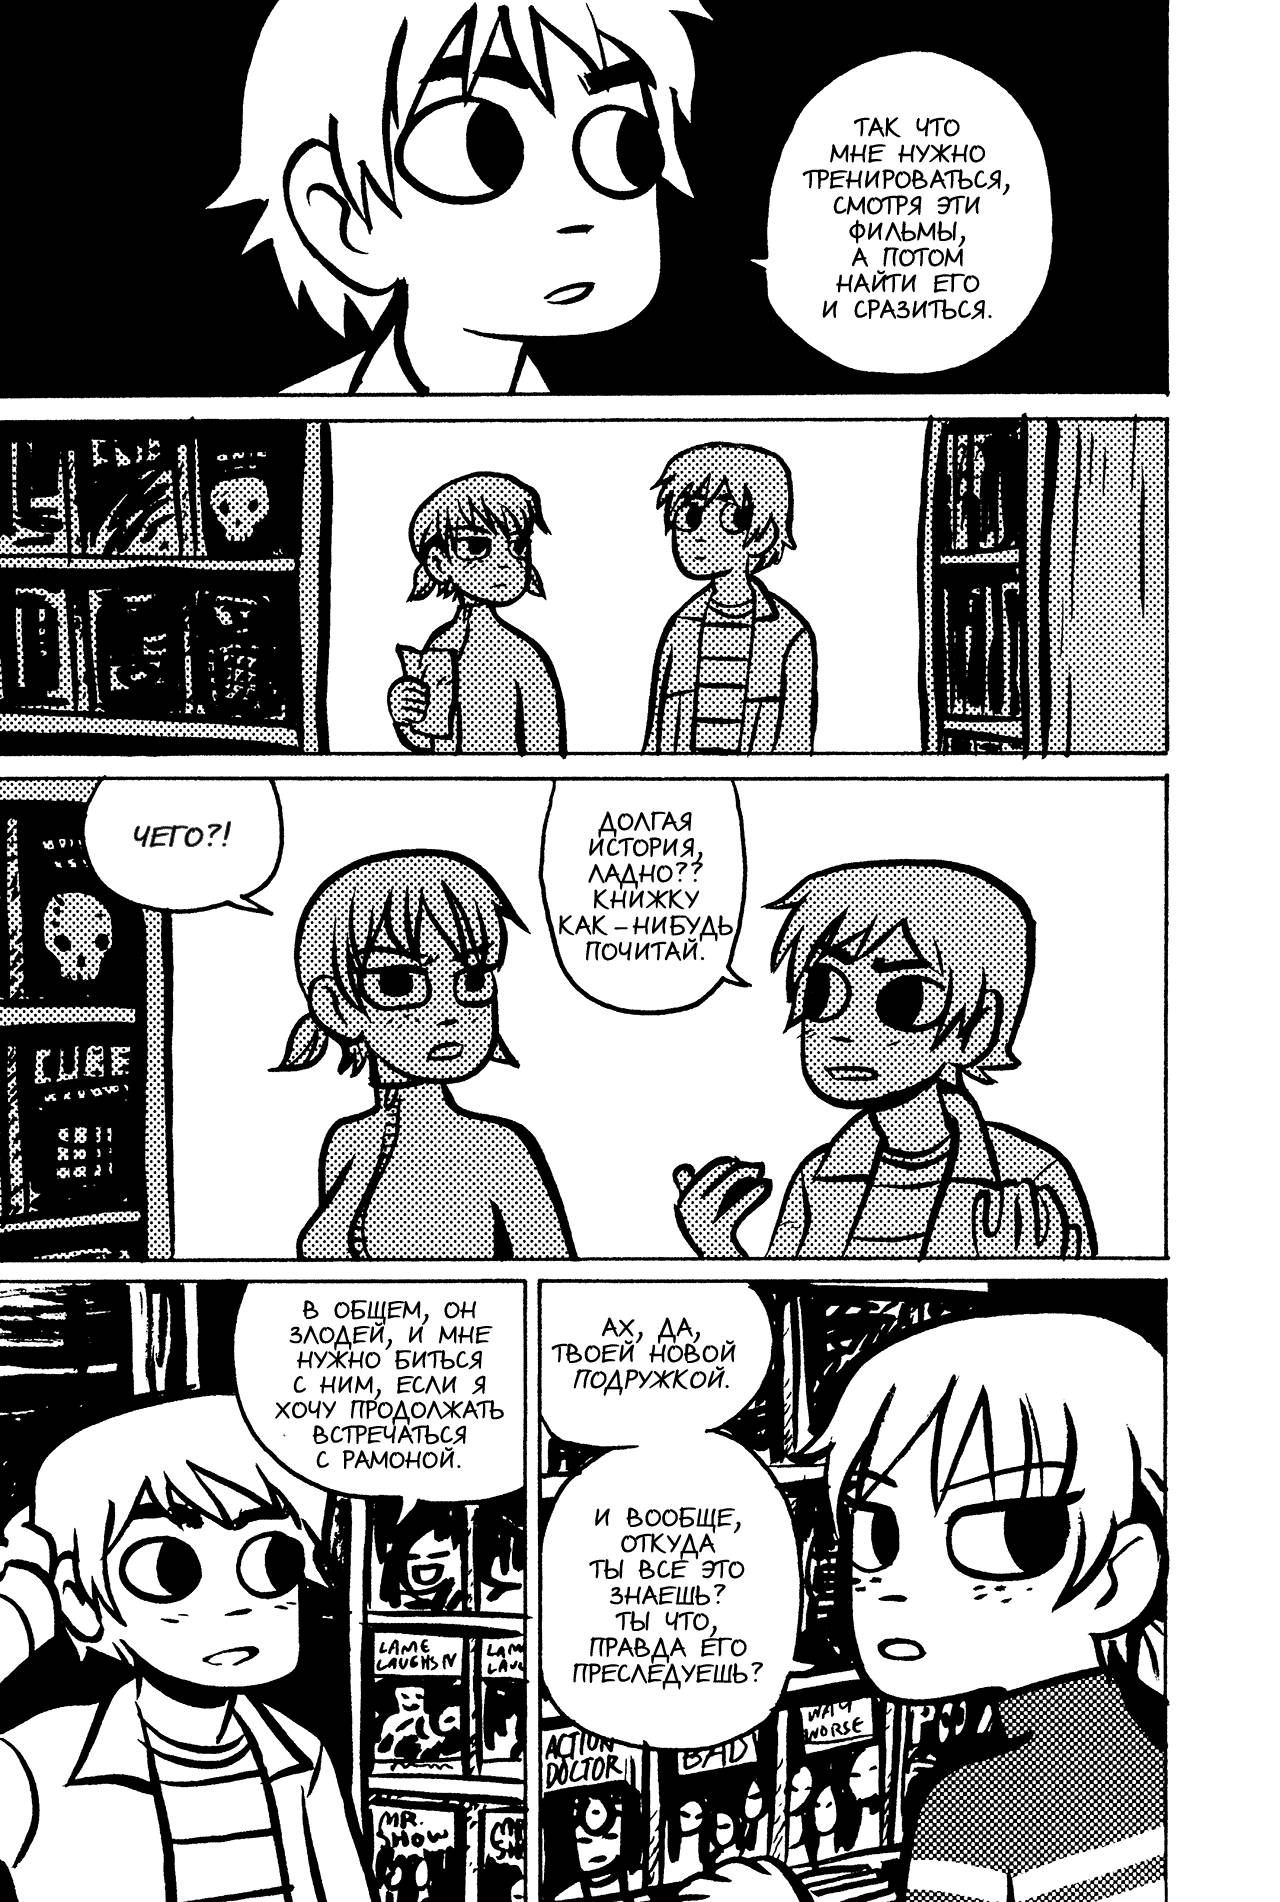 ТАК ЧТО
МНЕ НУЖНО
ТРЕНИРОВАТЬСЯ,
СМОТРЯ ЭТИ
ФИЛЬМЫ,
А ПОТОМ
НАЙТИ ЕГО
И СРАЗИТЬСЯ.
ЧЕГО?!
ДОЛГАЯ
ИСТОРИЯ,
ЛАДНО??
КНИЖКУ
КАК-НИБУДЬ
ПОЧИТАЙ.
CUBE
В ОБЩЕМ, ОН
ЗЛОДЕЙ, И МНЕ
НУЖНО БИТЬСЯ
С НИМ, ЕСЛИ Я
ХОЧУ ПРОДОЛЖАТЬ
ВСТРЕЧАТЬСЯ
С РАМОНОЙ.
LAME
LAUGHS IV
MR.
SHOW
АХ, ДА,
ТВОЕЙ НОВОЙ
ПОДРУЖКОЙ.
И ВООБЩЕ,
ОТКУДА
ТЫ ВСЕ ЭТО
ЗНАЕШЬ?
ТЫ ЧТО,
ПРАВДА ЕГО
ПРЕСЛЕДУЕШЬ?
ACTION
DOCTOR
BAD
WAY
WORSE